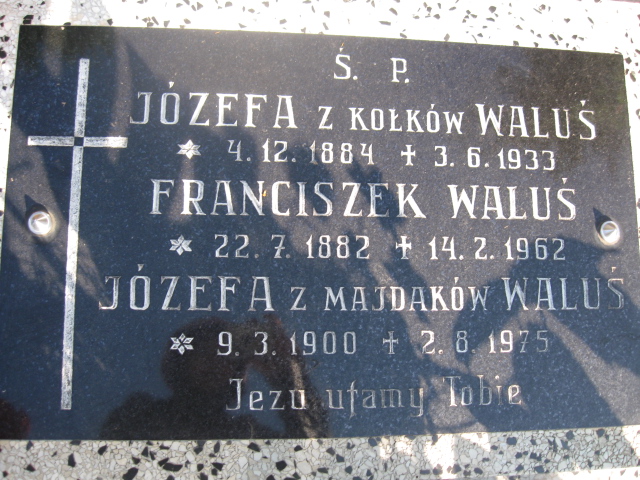 Ś. P.
JÓZEFA Z KOŁKÓW WALUŚ
✶ 4.12.1884 ✝ 3.6.1933
FRANCISZEK WALUŚ
✶ 22.7.1882 ✝ 14.2.1962
JÓZEFA Z MAJDAKÓW WALUŚ
✶ 9.3.1900 ✝ 2.8.1975
Jezu ufamy Tobie